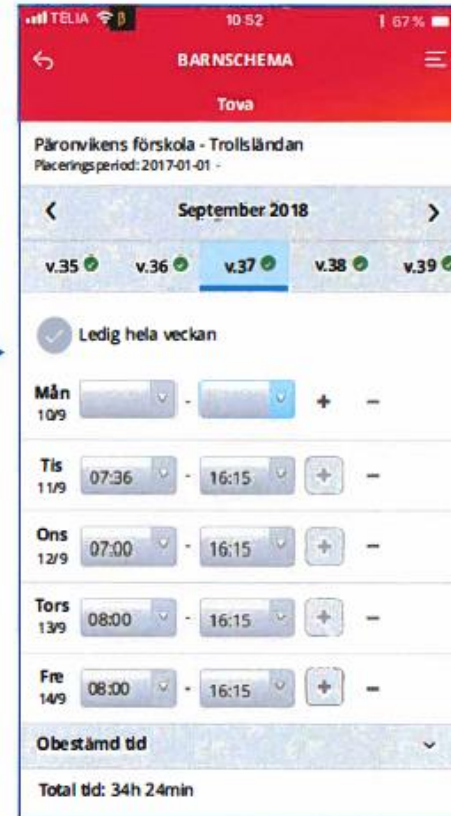 TELIA β 10 52 67 %
BARNSCHEMA
Tova
Päronvikens förskola - Trollsländan
Placeringsperiod: 2017-01-01 -
September 2018
v.35 v.36 v.37 v.38 v.39
Ledig hela veckan
Mån
10/9 - + -
Tis
11/9 07:36 - 16:15 + -
Ons
12/9 07:00 - 16:15 + -
Tors
13/9 08:00 - 16:15 + -
Fre
14/9 08:00 - 16:15 + -
Obestämd tid
Total tid: 34h 24min